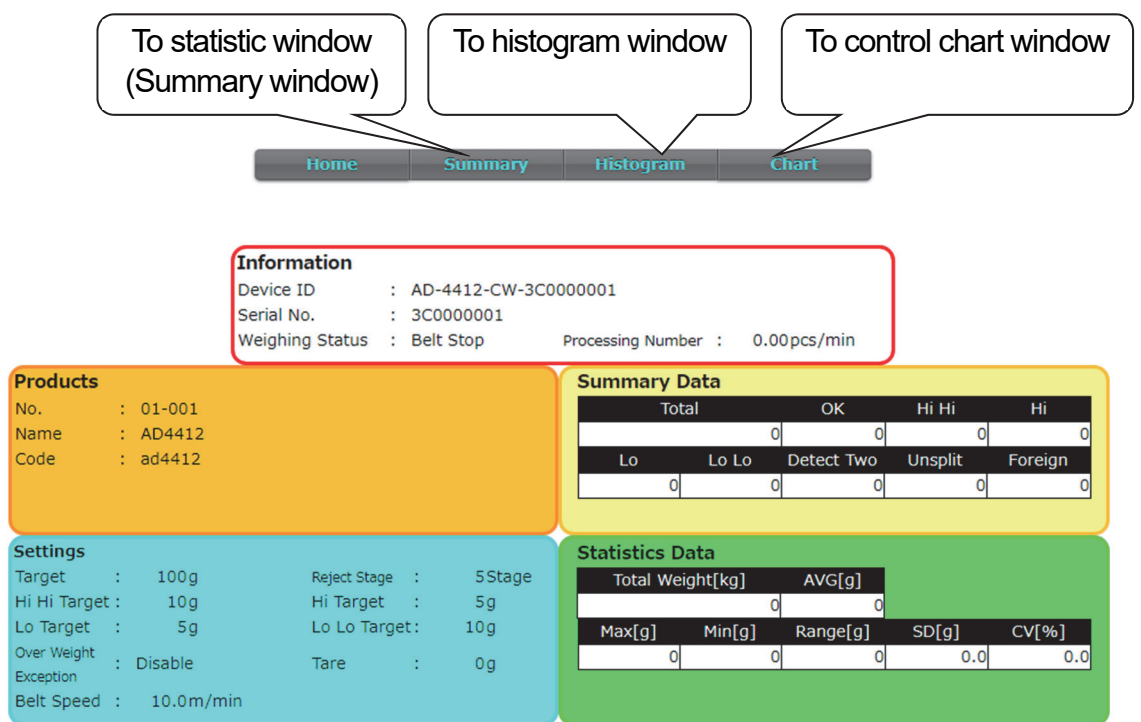 To statistic window
(Summary window)
To histogram window
To control chart window
Home Summary Histogram Chart
Information
Device ID : AD-4412-CW-3C0000001
Serial No. : 3C0000001
Weighing Status : Belt Stop Processing Number : 0.00pcs/min
Products
No. : 01-001
Name : AD4412
Code : ad4412
Summary Data
Total OK Hi Hi Hi
0 0 0 0
Lo Lo Lo Detect Two Unsplit Foreign
0 0 0 0 0
Settings
Target : 100g Reject Stage : 5Stage
Hi Hi Target : 10g Hi Target : 5g
Lo Target : 5g Lo Lo Target : 10g
Over Weight
Exception : Disable Tare : 0g
Belt Speed : 10.0m/min
Statistics Data
Total Weight[kg] AVG[g]
0 0
Max[g] Min[g] Range[g] SD[g] CV[%]
0 0 0 0.0 0.0